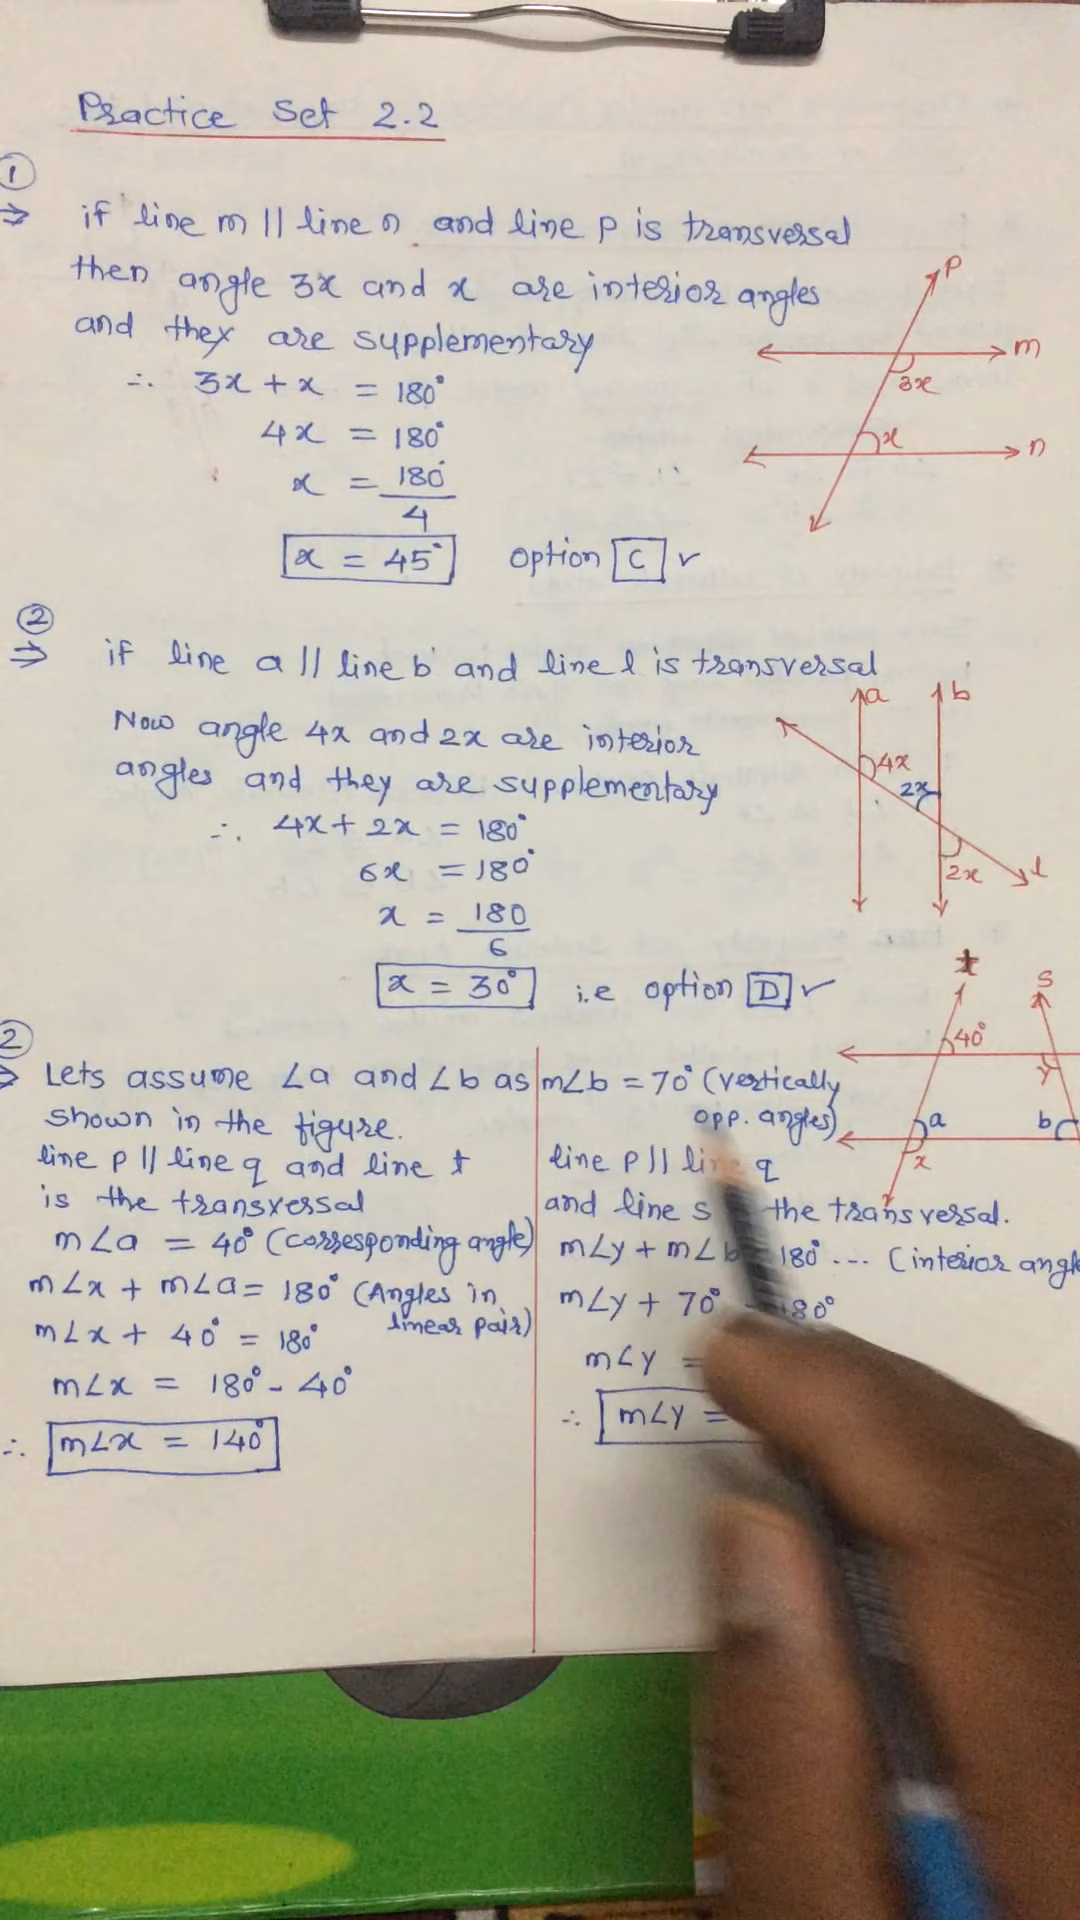 Practice Set 2.2
①
⇒ if line m || line n and line p is transversal
then angle 3x and x are interior angles
and they are supplementary
∴ 3x + x = 180°
4x = 180°
x = 180°/4
x = 45° option C ✓
p
m
3x
x
n
②
⇒ if line a || line b and line l is transversal
Now angle 4x and 2x are interior
angles and they are supplementary
∴ 4x + 2x = 180°
6x = 180°
x = 180/6
x = 30° i.e option D ✓
a
b
4x
2x
2x
l
2
Lets assume ∠a and ∠b as
shown in the figure.
line p || line q and line t
is the transversal
m∠a = 40° (corresponding angle)
m∠x + m∠a = 180° (Angles in
linear pair)
m∠x + 40° = 180°
m∠x = 180° - 40°
∴ m∠x = 140°
m∠b = 70° (vertically
opp. angles)
line p || line q
and line s the transversal.
m∠y + m∠b = 180° ... (interior
m∠y + 70°
m∠y =
∴ m∠y =
t
s
40°
y
a
b
x